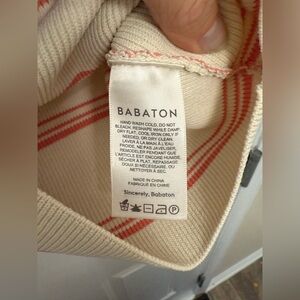 BABATON
HAND WASH COLD, DO NOT
BLEACH, RESHAPE WHILE DAMP,
DRY FLAT, COOL IRON ONLY IF
NEEDED, OR DRY CLEAN.
LAVER À LA MAIN À L'EAU
FROIDE, NE PAS JAVELLISER,
REMODELER PENDANT QUE
L'ARTICLE EST ENCORE HUMIDE,
SÉCHER À PLAT, REPASSAGE
TIÈDE SI BESOIN, OU
NETTOYER À SEC.
MADE IN CHINA
FABRIQUÉ EN CHINE
Sincerely, Babaton